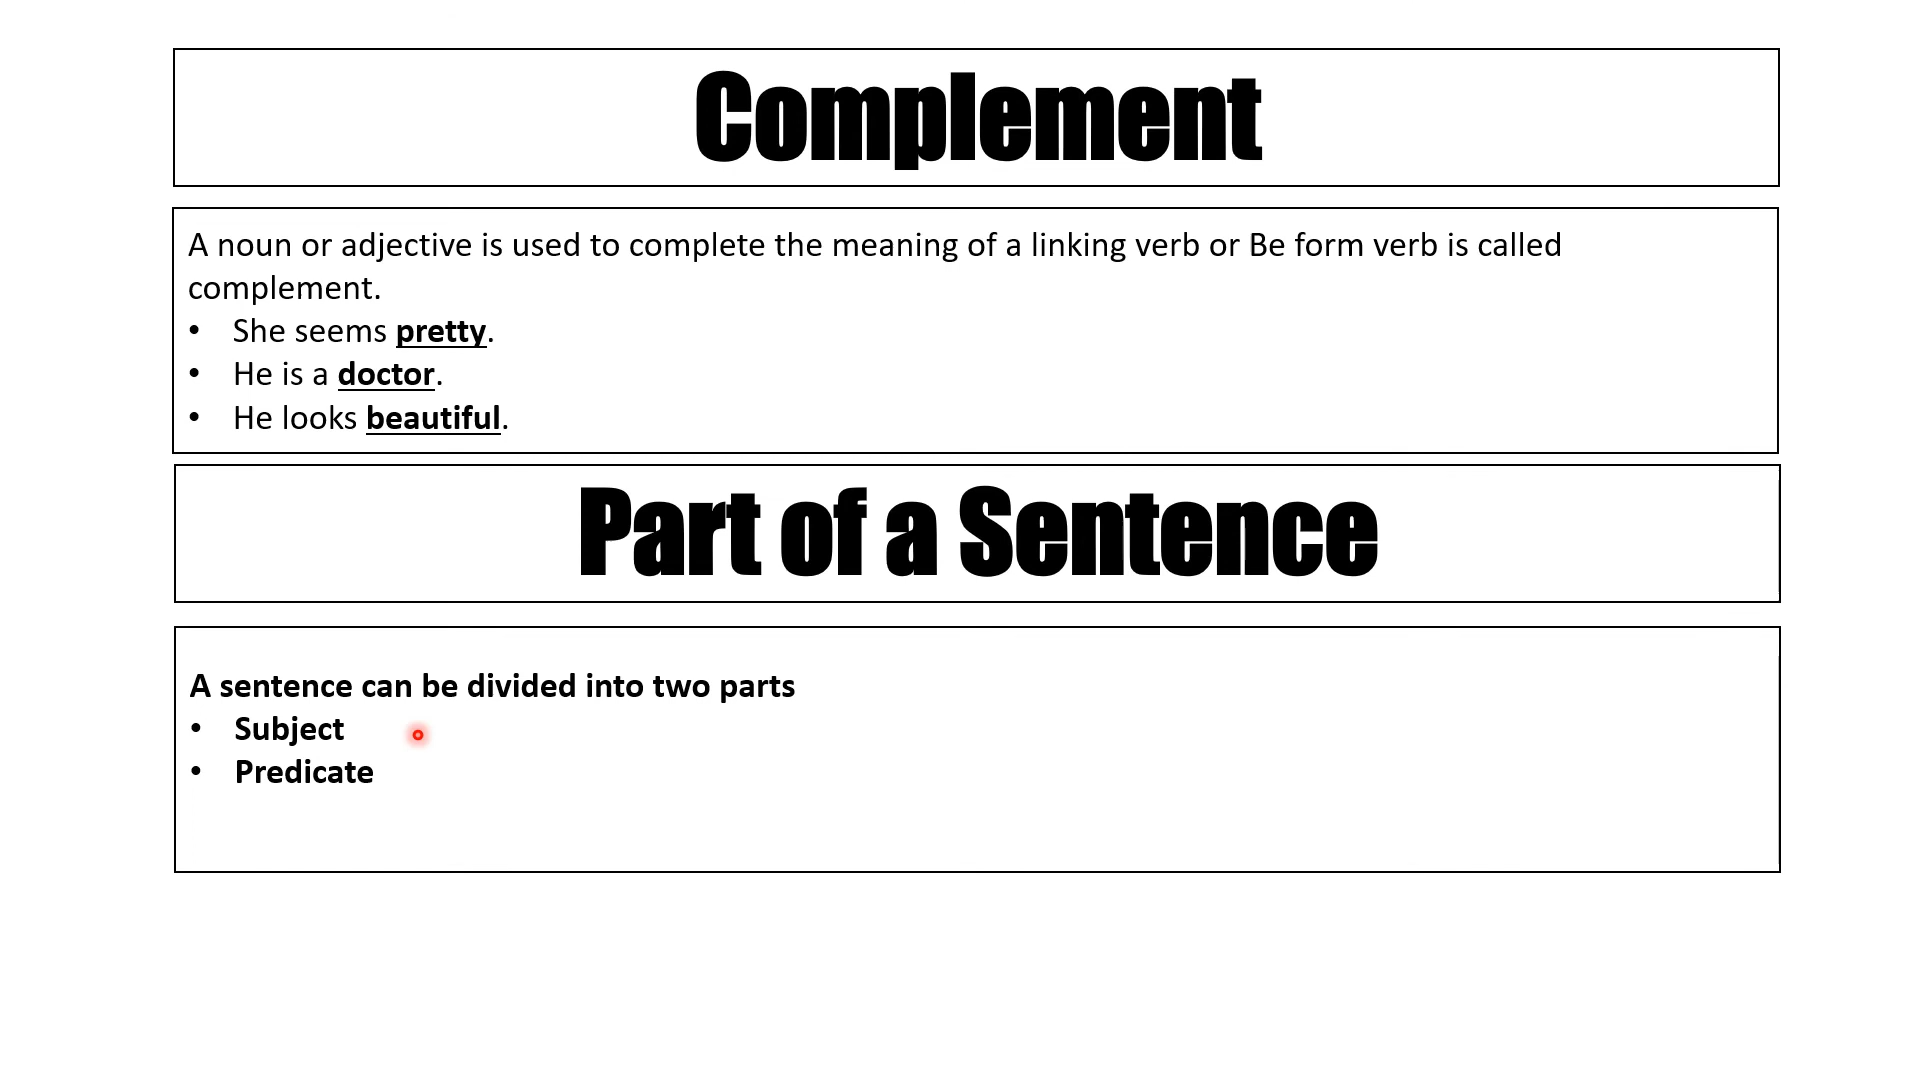 Complement
A noun or adjective is used to complete the meaning of a linking verb or Be form verb is called
complement.
• She seems pretty.
• He is a doctor.
• He looks beautiful.
Part of a Sentence
A sentence can be divided into two parts
• Subject
• Predicate